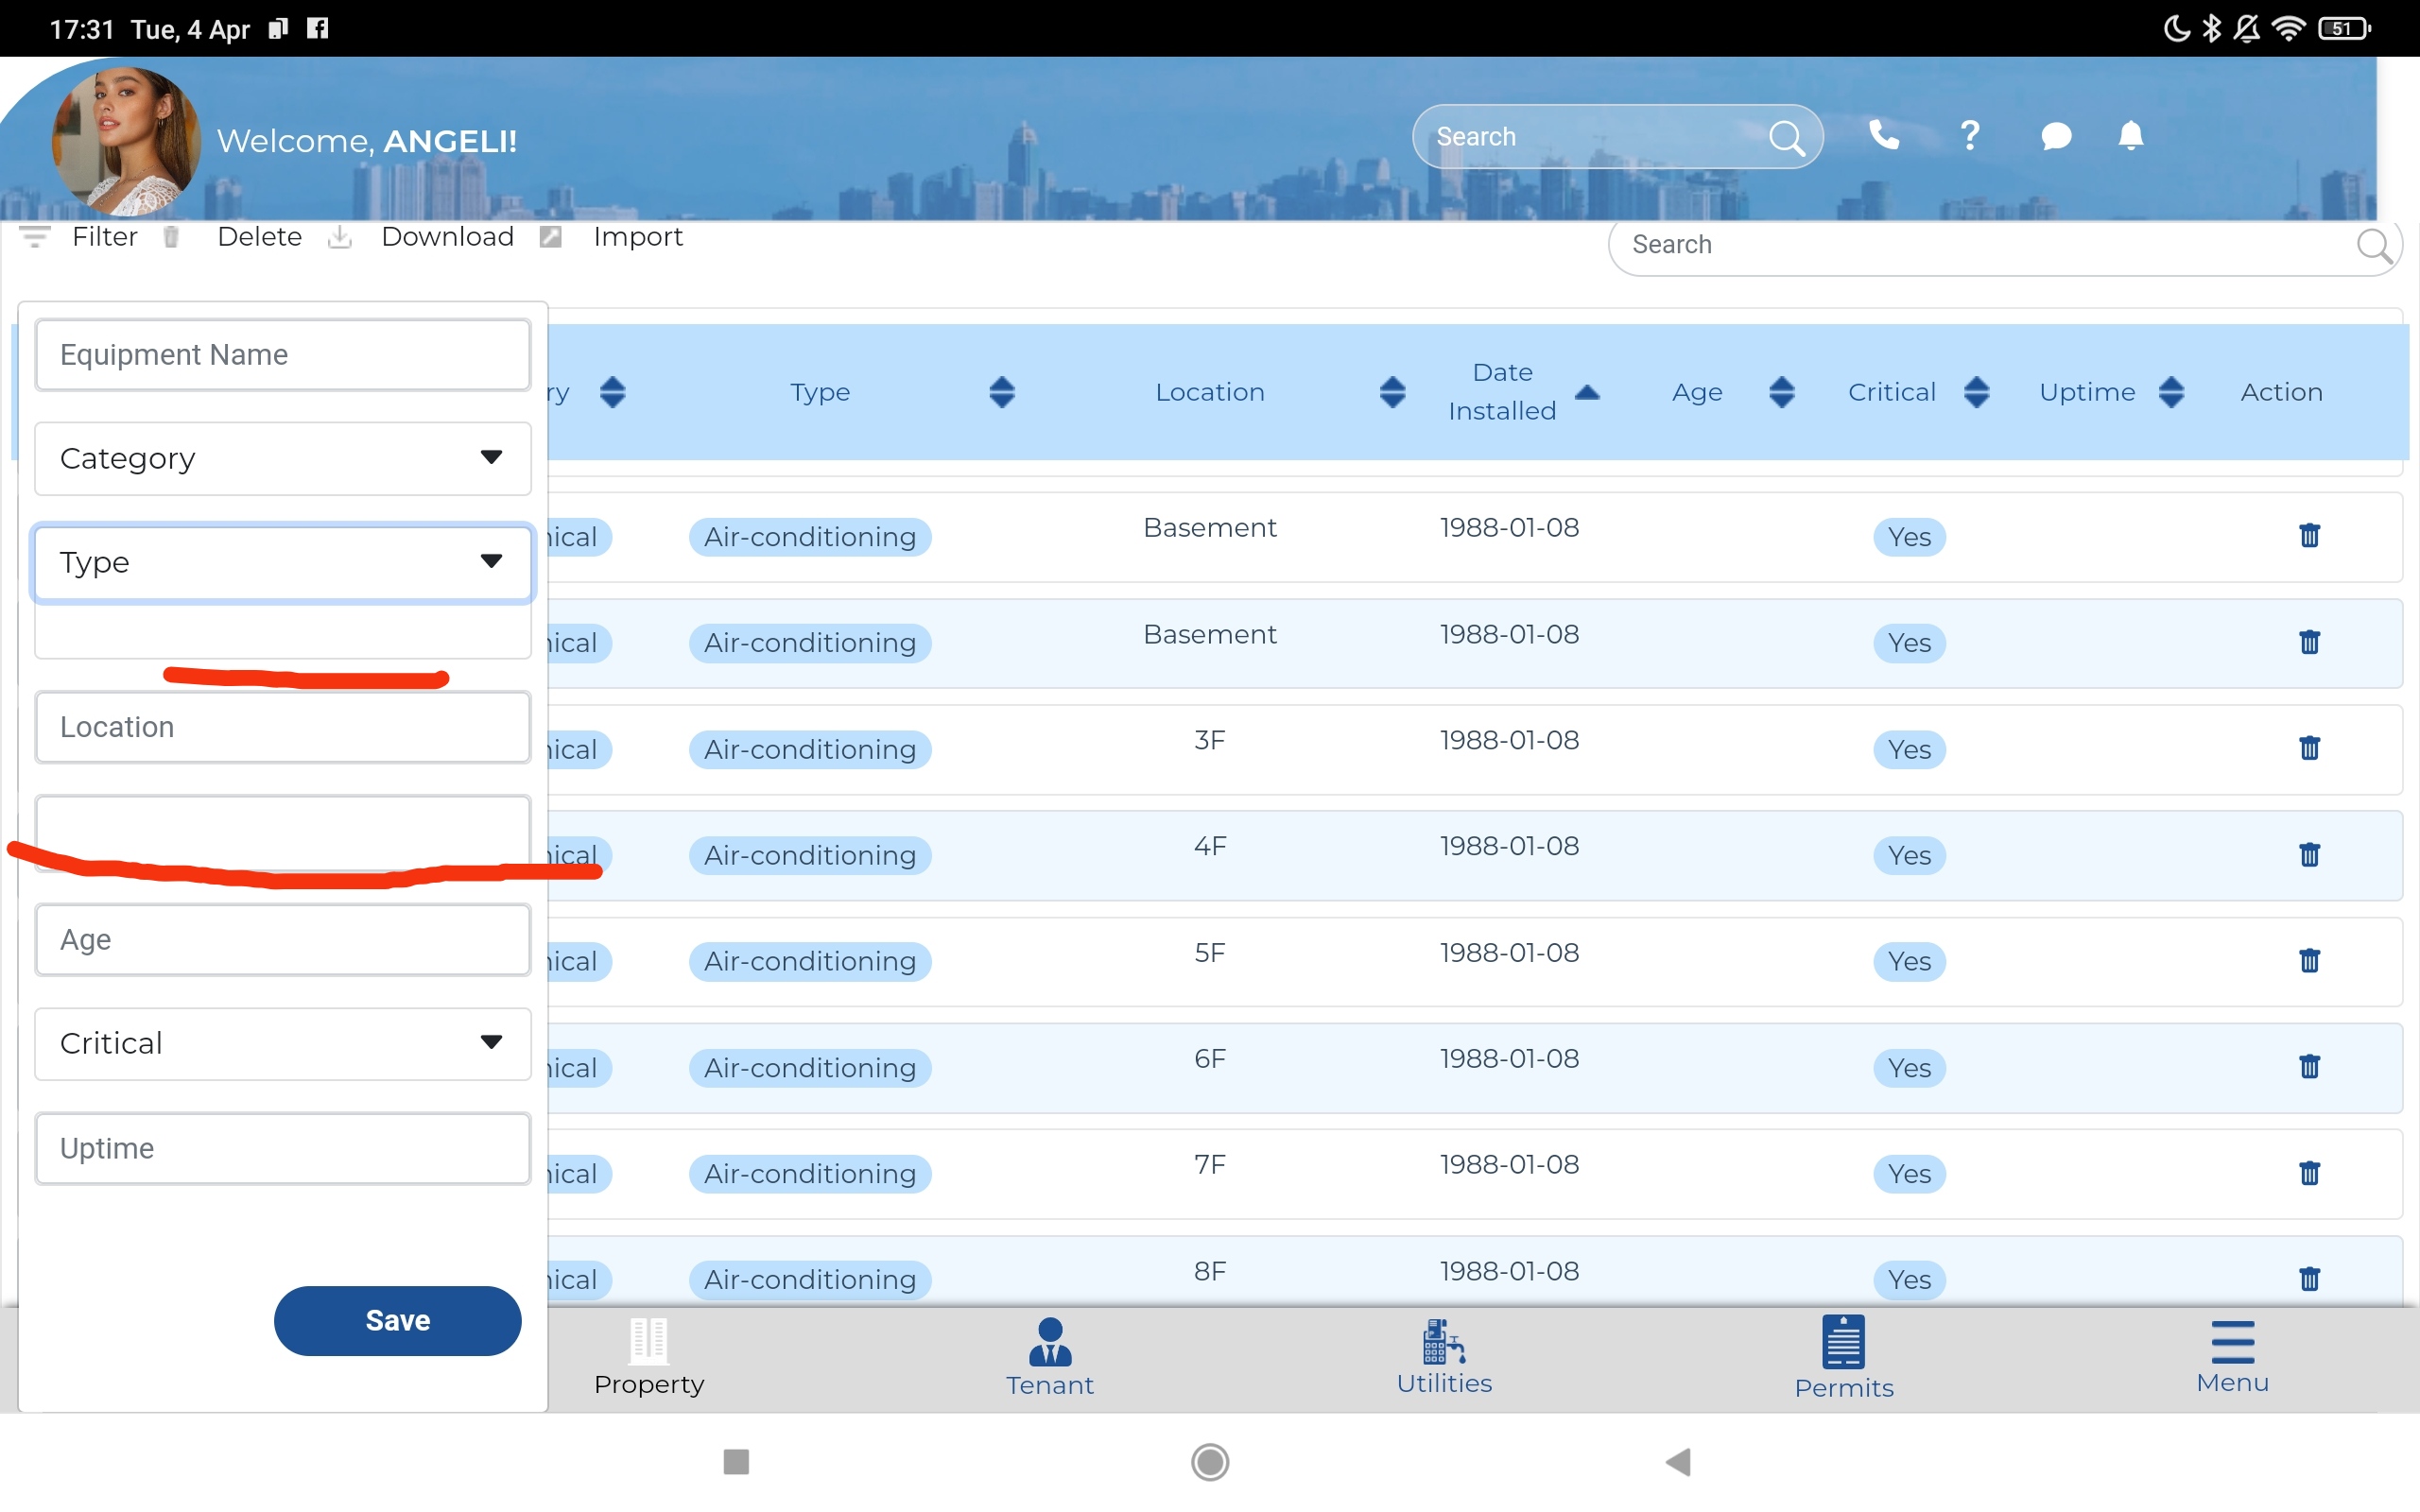 17:31 Tue, 4 Apr
51
Welcome, ANGELI!
Search
Filter Delete Download Import
Search
Equipment Name
Category
Type
Location
Age
Critical
Uptime
Save
ry Type Location Date Installed Age Critical Uptime Action
ical Air-conditioning Basement 1988-01-08 Yes
ical Air-conditioning Basement 1988-01-08 Yes
ical Air-conditioning 3F 1988-01-08 Yes
ical Air-conditioning 4F 1988-01-08 Yes
ical Air-conditioning 5F 1988-01-08 Yes
ical Air-conditioning 6F 1988-01-08 Yes
ical Air-conditioning 7F 1988-01-08 Yes
ical Air-conditioning 8F 1988-01-08 Yes
Property Tenant Utilities Permits Menu